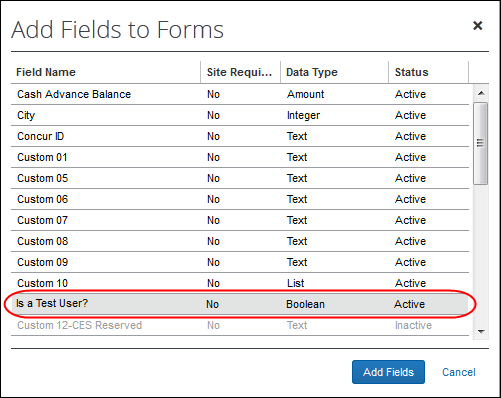 Add Fields to Forms ×
Field Name Site Requi... Data Type Status
Cash Advance Balance No Amount Active
City No Integer Active
Concur ID No Text Active
Custom 01 No Text Active
Custom 05 No Text Active
Custom 06 No Text Active
Custom 07 No Text Active
Custom 08 No Text Active
Custom 09 No Text Active
Custom 10 No List Active
Is a Test User? No Boolean Active
Custom 12-CES Reserved No Text Inactive
Add Fields Cancel